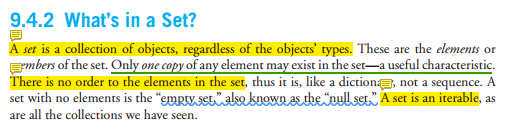 9.4.2 What's in a Set?
A set is a collection of objects, regardless of the objects' types. These are the elements or
members of the set. Only one copy of any element may exist in the set—a useful characteristic.
There is no order to the elements in the set, thus it is, like a dictionary, not a sequence. A
set with no elements is the “empty set,” also known as the “null set.” A set is an iterable, as
are all the collections we have seen.